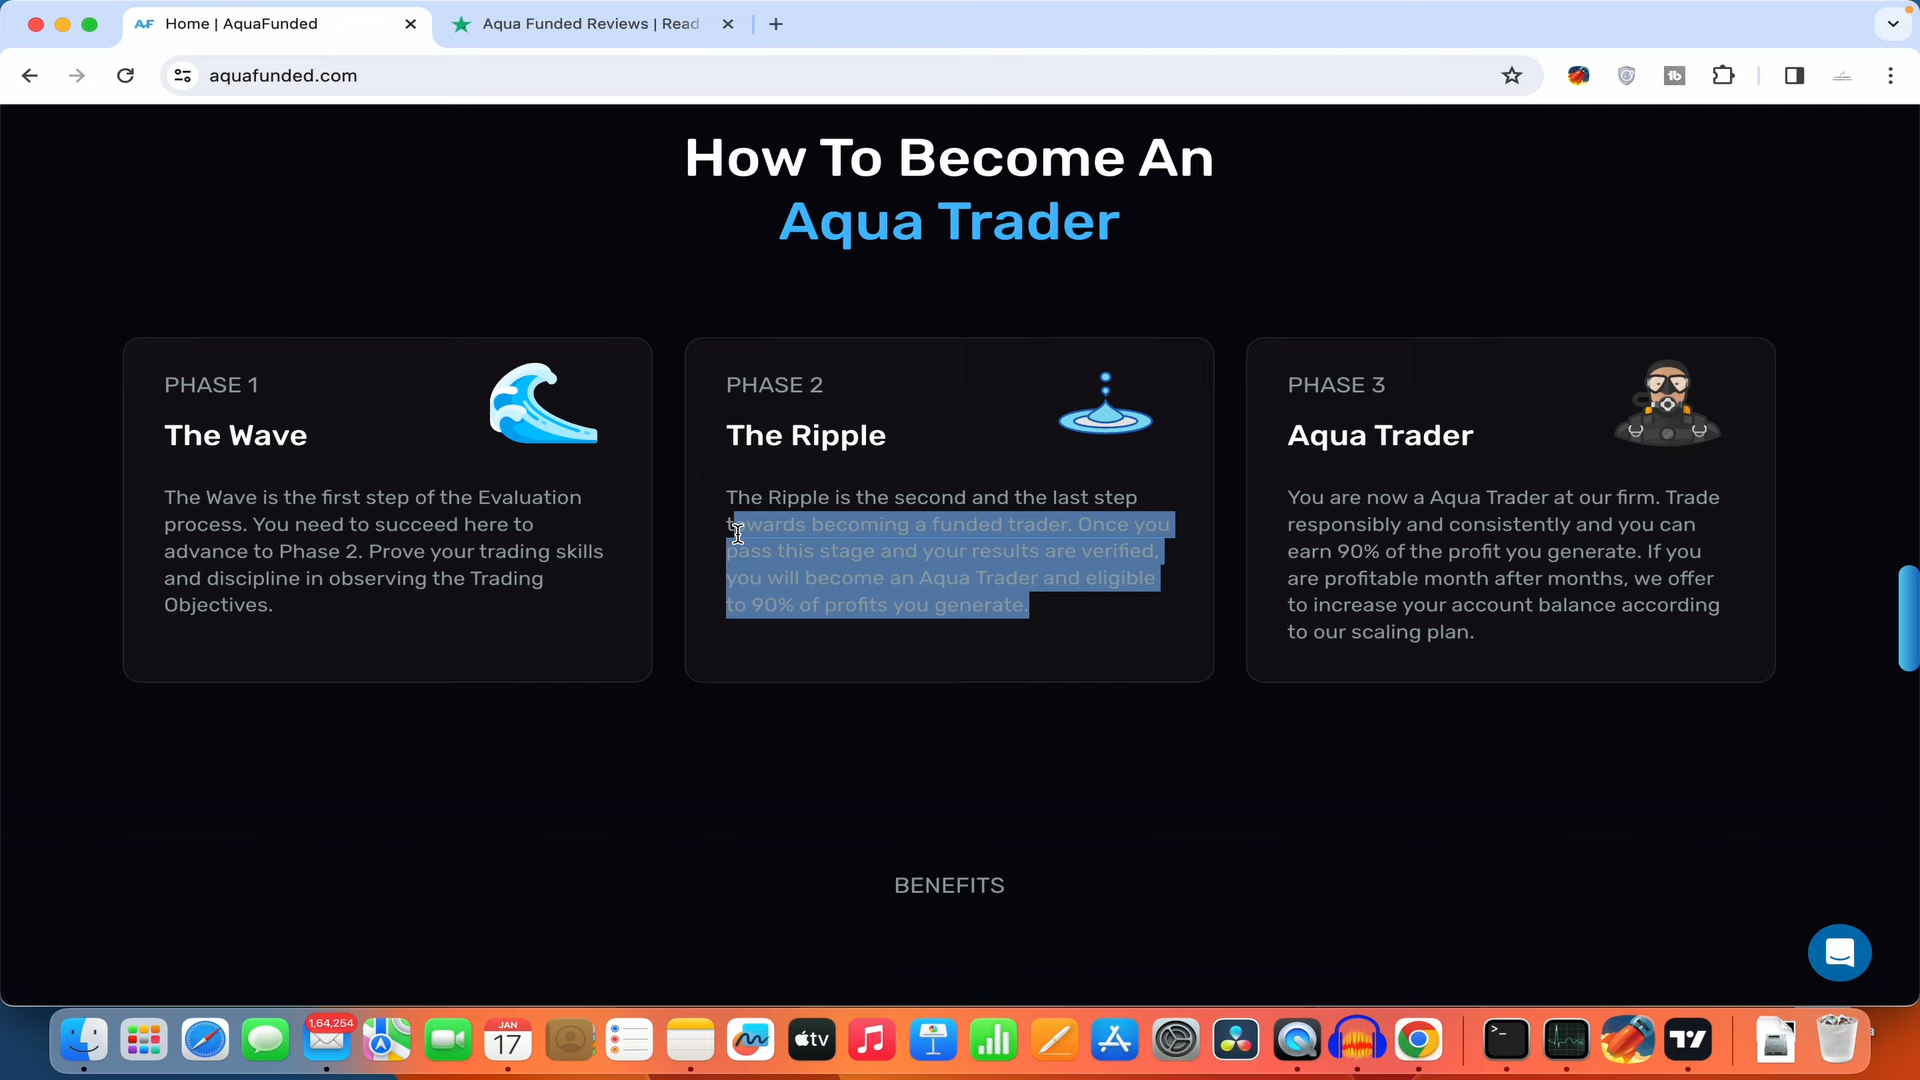 AF Home | AquaFunded
Aqua Funded Reviews | Read
aquafunded.com
How To Become An
Aqua Trader
PHASE 1
The Wave
The Wave is the first step of the Evaluation
process. You need to succeed here to
advance to Phase 2. Prove your trading skills
and discipline in observing the Trading
Objectives.
PHASE 2
The Ripple
The Ripple is the second and the last step
towards becoming a funded trader. Once you
pass this stage and your results are verified,
you will become an Aqua Trader and eligible
to 90% of profits you generate.
PHASE 3
Aqua Trader
You are now a Aqua Trader at our firm. Trade
responsibly and consistently and you can
earn 90% of the profit you generate. If you
are profitable month after months, we offer
to increase your account balance according
to our scaling plan.
BENEFITS
1,64,254
JAN
17
tv